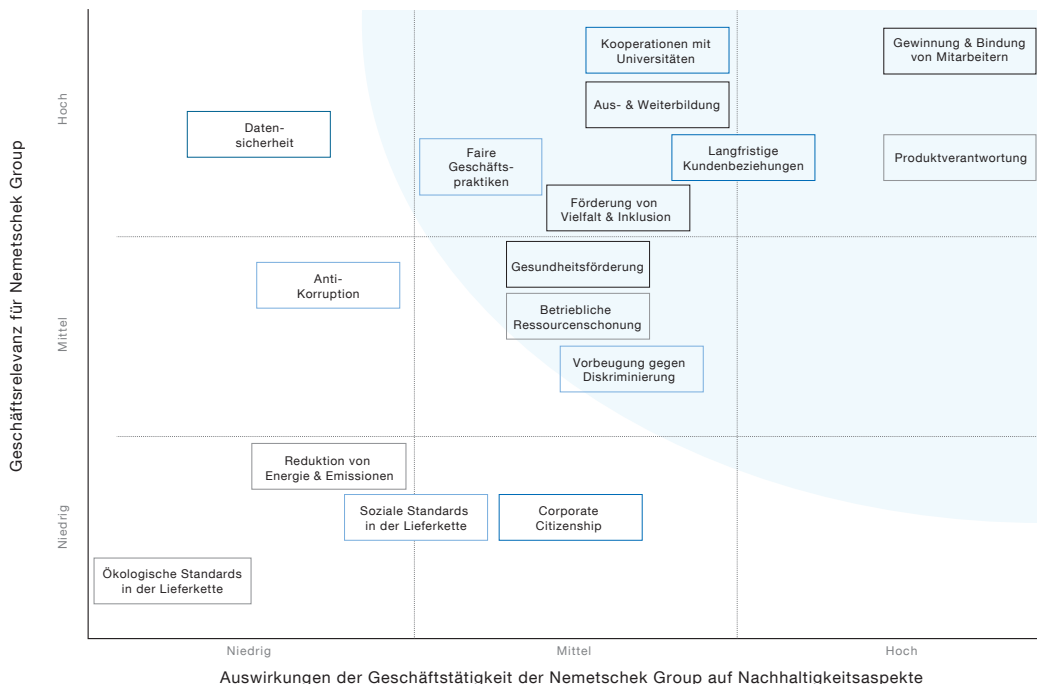 Geschäftsrelevanz für Nemetschek Group
Hoch
Mittel
Niedrig
Kooperationen mit
Universitäten
Gewinnung & Bindung
von Mitarbeitern
Aus- & Weiterbildung
Daten-
sicherheit
Faire
Geschäfts-
praktiken
Langfristige
Kundenbeziehungen
Produktverantwortung
Förderung von
Vielfalt & Inklusion
Gesundheitsförderung
Anti-
Korruption
Betriebliche
Ressourcenschonung
Vorbeugung gegen
Diskriminierung
Reduktion von
Energie & Emissionen
Soziale Standards
in der Lieferkette
Corporate
Citizenship
Ökologische Standards
in der Lieferkette
Niedrig
Mittel
Hoch
Auswirkungen der Geschäftstätigkeit der Nemetschek Group auf Nachhaltigkeitsaspekte